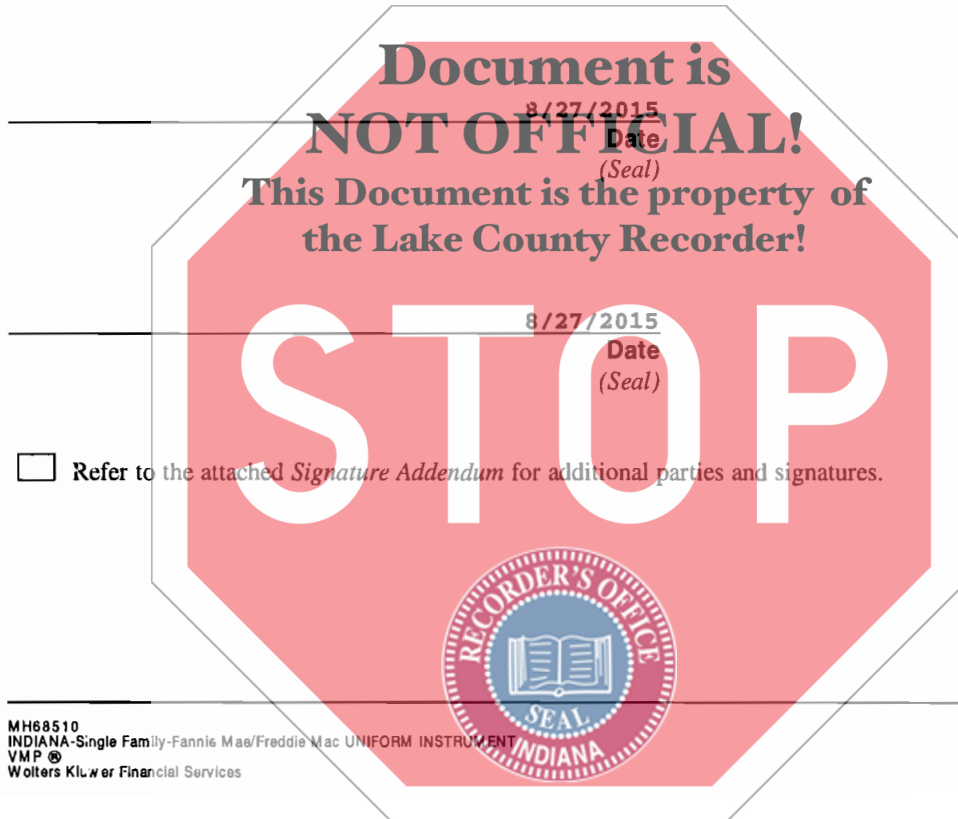 Document is
8/27/2015
NOT OFFICIAL!
Date
(Seal)
This Document is the property of
the Lake County Recorder!
8/27/2015
Date
(Seal)
STOP
Refer to the attached Signature Addendum for additional parties and signatures.
RECORDER'S OFFICE
SEAL
INDIANA
MH68510
INDIANA-Single Family-Fannie Mae/Freddie Mac UNIFORM INSTRUMENT
VMP ®
Wolters Kluwer Financial Services